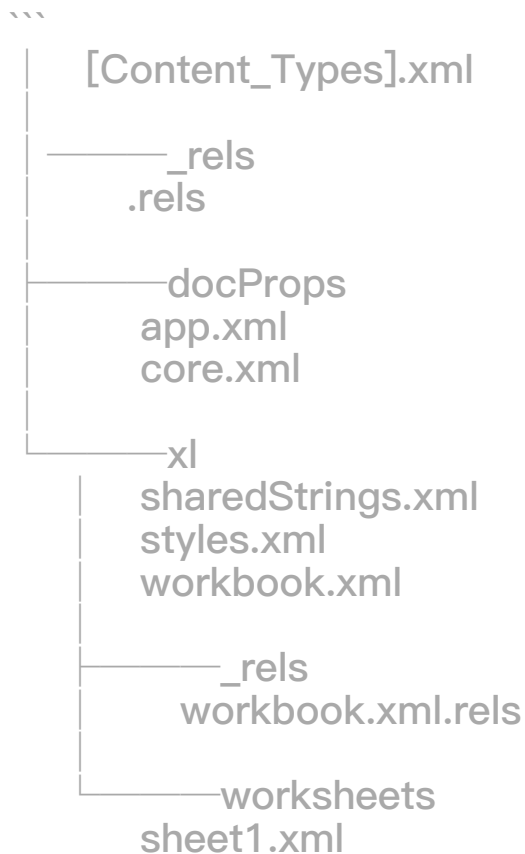 ```
[Content_Types].xml
_rels
.rels
docProps
app.xml
core.xml
xl
sharedStrings.xml
styles.xml
workbook.xml
_rels
workbook.xml.rels
worksheets
sheet1.xml